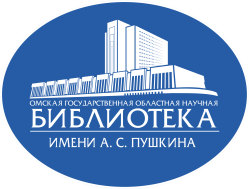 ОМСКАЯ ГОСУДАРСТВЕННАЯ ОБЛАСТНАЯ НАУЧНАЯ
БИБЛИОТЕКА
ИМЕНИ А. С. ПУШКИНА